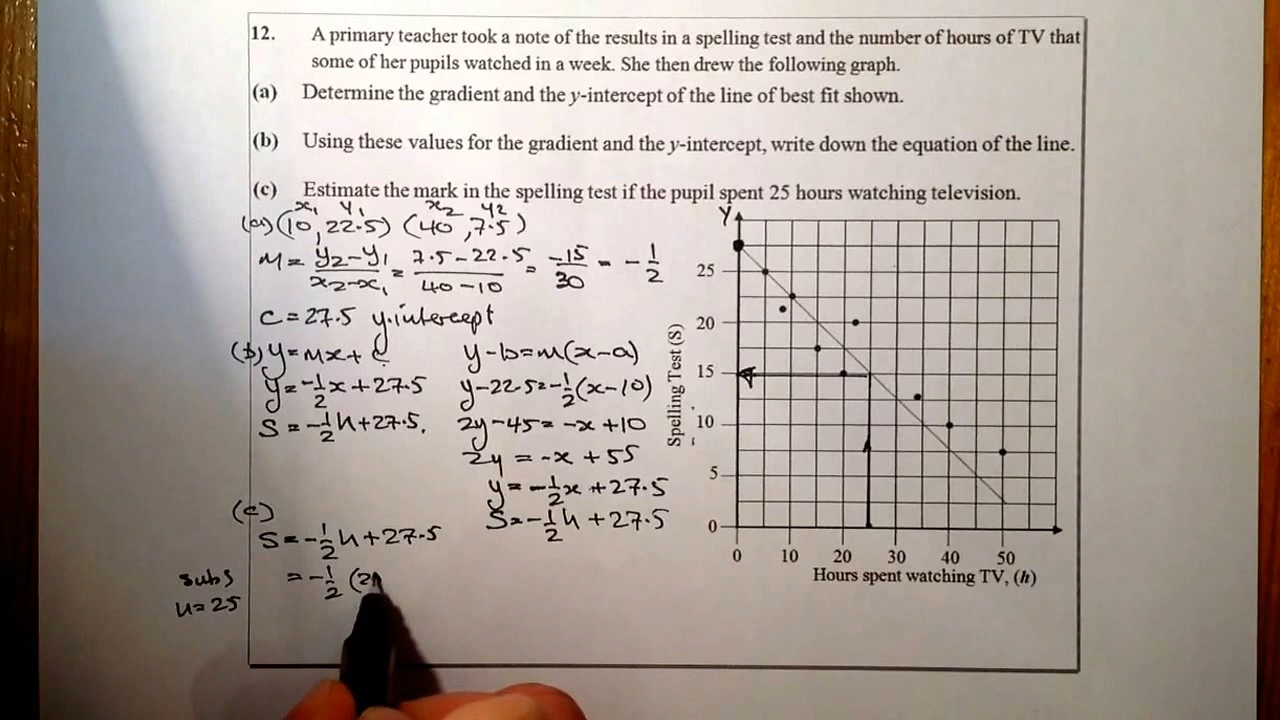 12. A primary teacher took a note of the results in a spelling test and the number of hours of TV that
some of her pupils watched in a week. She then drew the following graph.
(a) Determine the gradient and the y-intercept of the line of best fit shown.
(b) Using these values for the gradient and the y-intercept, write down the equation of the line.
(c) Estimate the mark in the spelling test if the pupil spent 25 hours watching television.
x₁ y₁ x₂ y₂
(a) (10, 22.5) (40, 7.5)
m = y₂-y₁/x₂-x₁ = 7.5-22.5/40-10 = -15/30 = -1/2
c = 27.5 y.intercept
(b) y = mx + c
y = -1/2x + 27.5
S = -1/2h + 27.5.
y-b = m(x-a)
y-22.5 = -1/2(x-10)
2y-45 = -x+10
2y = -x + 55
y = -1/2x + 27.5
S = -1/2h + 27.5
(c)
S = -1/2h + 27.5
subs
h = 25
= -1/2 (2
Y
25
20
15
10
5
0
Spelling Test (S)
0 10 20 30 40 50
Hours spent watching TV, (h)